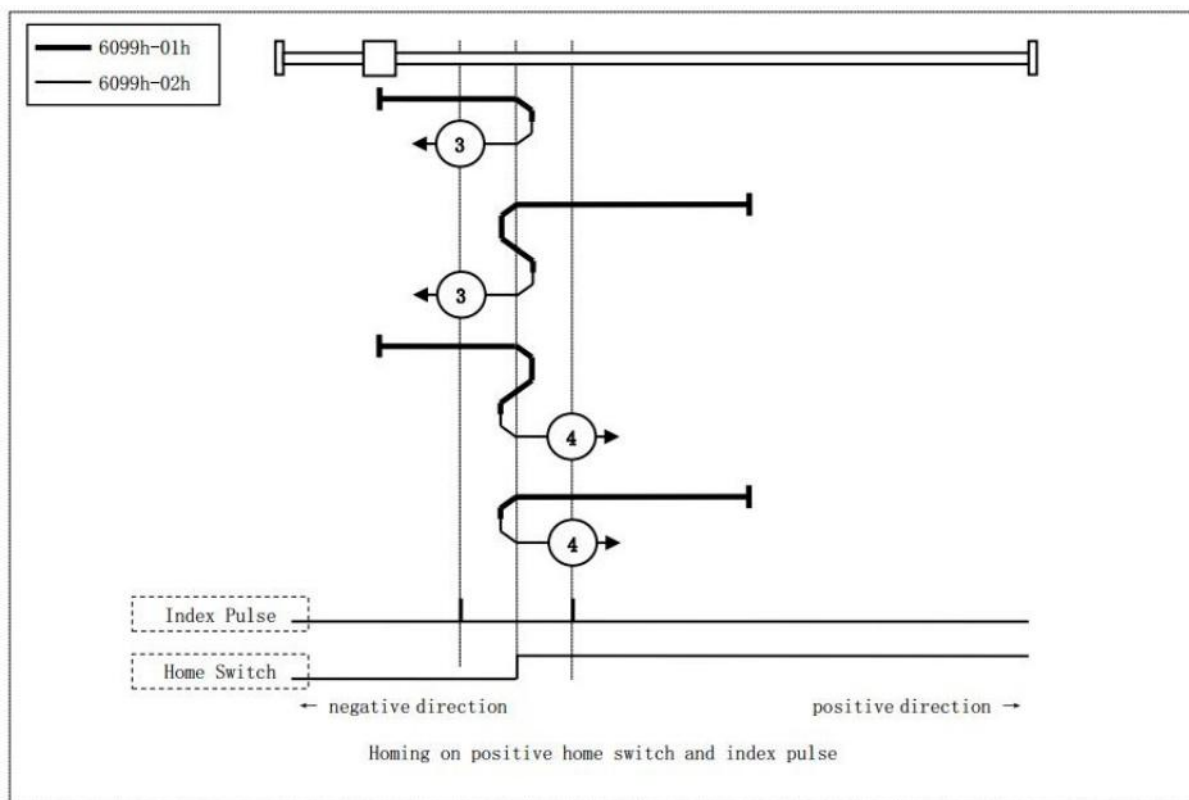 6099h-01h
6099h-02h
3
3
4
4
Index Pulse
Home Switch
← negative direction
positive direction →
Homing on positive home switch and index pulse